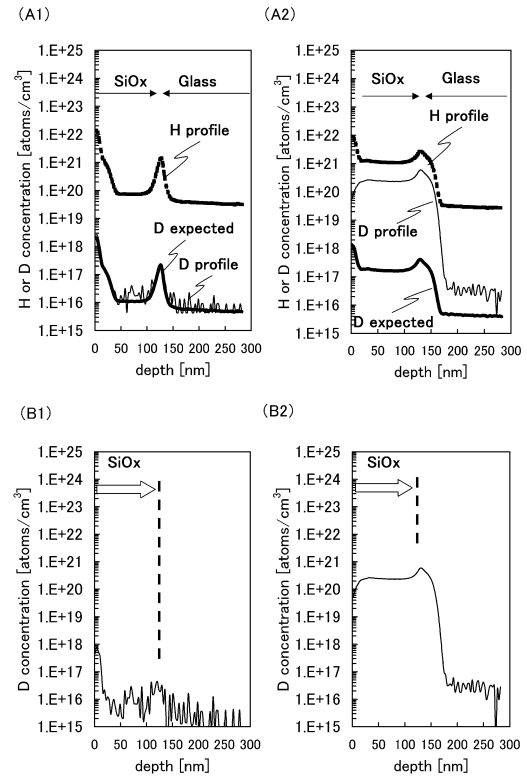 (A1)
H or D concentration [atoms/cm³]
1.E+25
1.E+24
1.E+23
1.E+22
1.E+21
1.E+20
1.E+19
1.E+18
1.E+17
1.E+16
1.E+15
SiOx
Glass
H profile
D expected
D profile
0 50 100 150 200 250 300
depth [nm]
(A2)
H or D concentration [atoms/cm³]
1.E+25
1.E+24
1.E+23
1.E+22
1.E+21
1.E+20
1.E+19
1.E+18
1.E+17
1.E+16
1.E+15
SiOx
Glass
H profile
D profile
D expected
0 50 100 150 200 250 300
depth [nm]
(B1)
D concentration [atoms/cm³]
1.E+25
1.E+24
1.E+23
1.E+22
1.E+21
1.E+20
1.E+19
1.E+18
1.E+17
1.E+16
1.E+15
SiOx
0 50 100 150 200 250 300
depth [nm]
(B2)
D concentration [atoms/cm³]
1.E+25
1.E+24
1.E+23
1.E+22
1.E+21
1.E+20
1.E+19
1.E+18
1.E+17
1.E+16
1.E+15
SiOx
0 50 100 150 200 250 300
depth [nm]